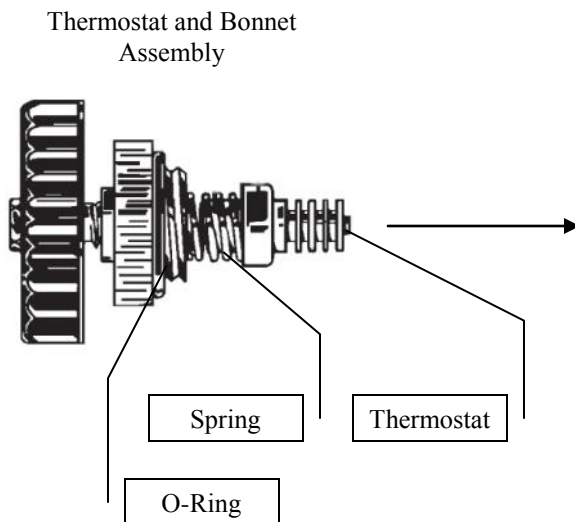 Thermostat and Bonnet
Assembly
Spring
Thermostat
O-Ring